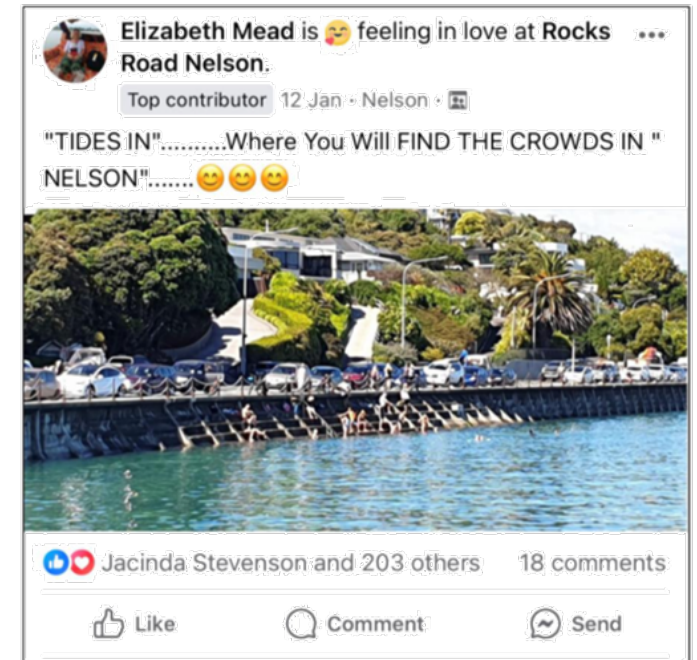 Elizabeth Mead is 🥰 feeling in love at Rocks
Road Nelson.
Top contributor 12 Jan · Nelson ·
"TIDES IN"..........Where You Will FIND THE CROWDS IN "
NELSON".......😊😊😊
Jacinda Stevenson and 203 others 18 comments
Like Comment Send